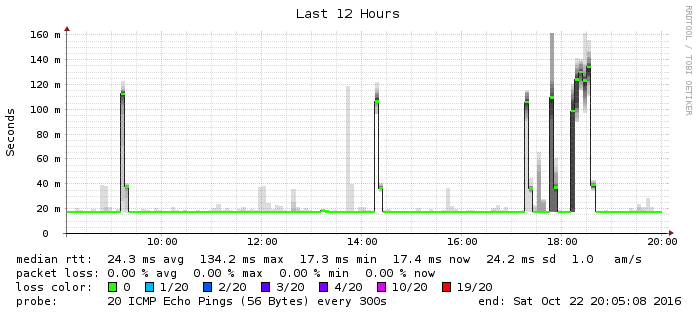 Last 12 Hours
RRDTOOL / TOBI OETIKER
Seconds
160 m
140 m
120 m
100 m
80 m
60 m
40 m
20 m
0
10:00 12:00 14:00 16:00 18:00 20:00
median rtt: 24.3 ms avg 134.2 ms max 17.3 ms min 17.4 ms now 24.2 ms sd 1.0 am/s
packet loss: 0.00 % avg 0.00 % max 0.00 % min 0.00 % now
loss color: 0 1/20 2/20 3/20 4/20 10/20 19/20
probe: 20 ICMP Echo Pings (56 Bytes) every 300s end: Sat Oct 22 20:05:08 2016